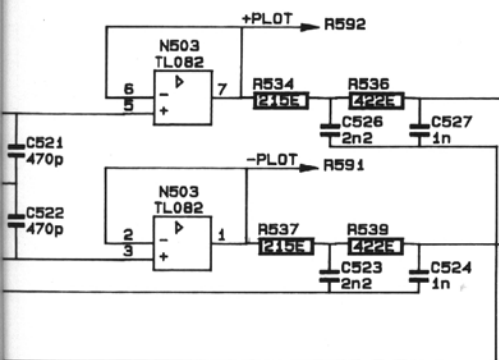 +PLOT
R592
N503
TL082
6
-
7
5
+
R534
215E
R536
422E
C526
2n2
C527
1n
C521
470p
-PLOT
R591
C522
470p
N503
TL082
2
-
1
3
+
R537
215E
R539
422E
C523
2n2
C524
1n